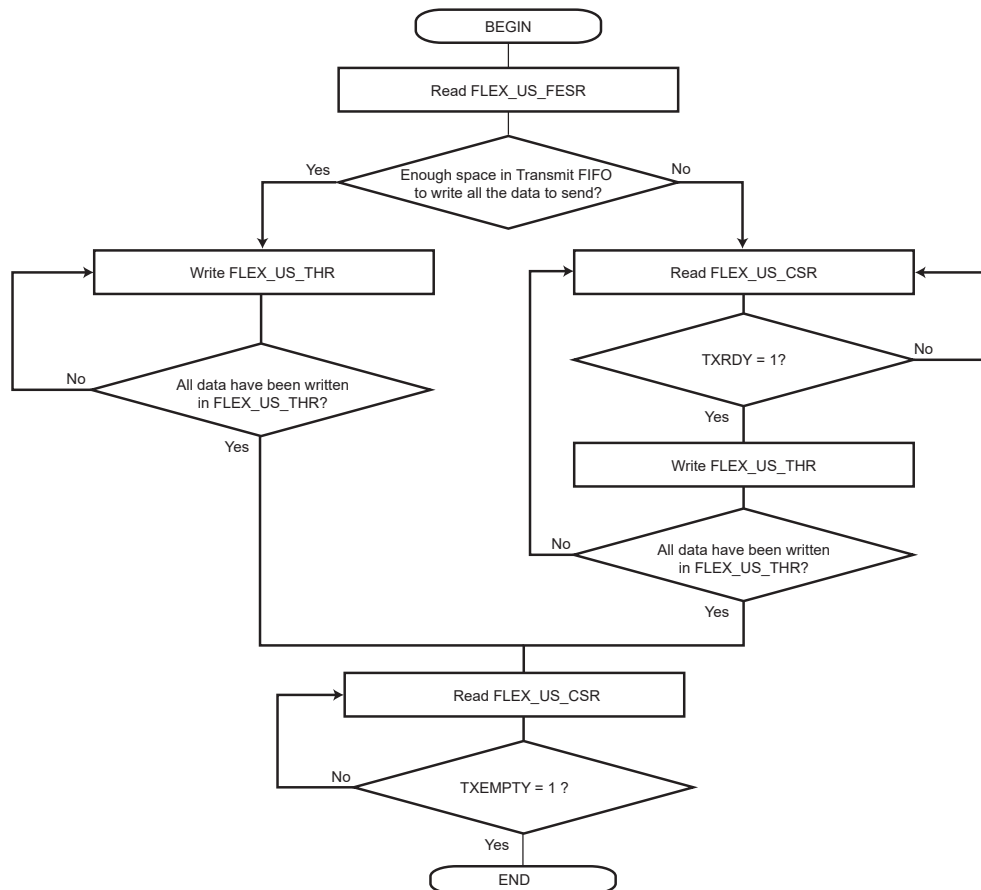 BEGIN
Read FLEX_US_FESR
Enough space in Transmit FIFO
to write all the data to send?
Yes
No
Write FLEX_US_THR
All data have been written
in FLEX_US_THR?
No
Yes
Read FLEX_US_CSR
TXRDY = 1?
No
Yes
Write FLEX_US_THR
All data have been written
in FLEX_US_THR?
No
Yes
Read FLEX_US_CSR
TXEMPTY = 1 ?
No
Yes
END